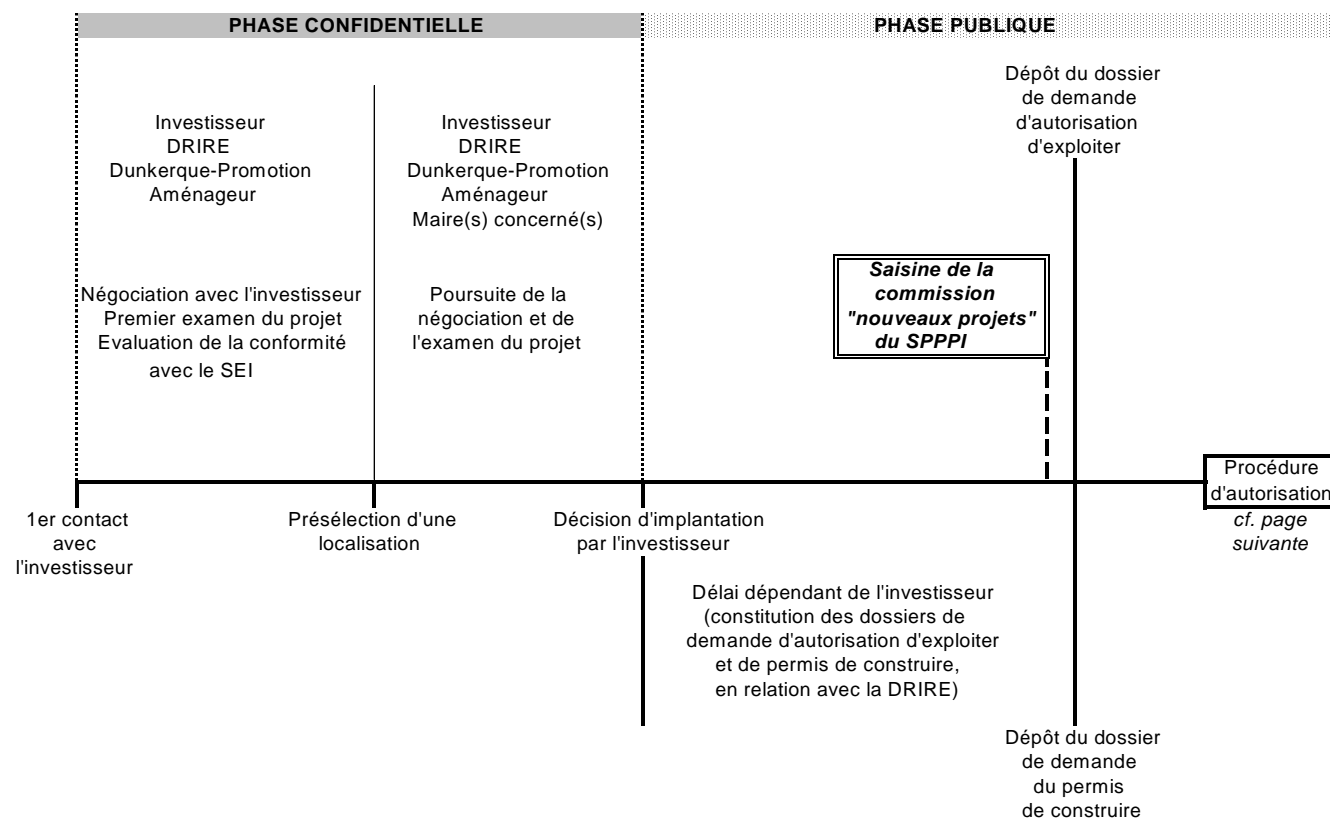 PHASE CONFIDENTIELLE
PHASE PUBLIQUE
Dépôt du dossier
de demande
d'autorisation
d'exploiter
Investisseur
DRIRE
Dunkerque-Promotion
Aménageur
Investisseur
DRIRE
Dunkerque-Promotion
Aménageur
Maire(s) concerné(s)
Négociation avec l'investisseur
Premier examen du projet
Evaluation de la conformité
avec le SEI
Poursuite de la
négociation et de
l'examen du projet
Saisine de la
commission
"nouveaux projets"
du SPPPI
Procédure
d'autorisation
cf. page
suivante
1er contact
avec
l'investisseur
Présélection d'une
localisation
Décision d'implantation
par l'investisseur
Délai dépendant de l'investisseur
(constitution des dossiers de
demande d'autorisation d'exploiter
et de permis de construire,
en relation avec la DRIRE)
Dépôt du dossier
de demande
du permis
de construire